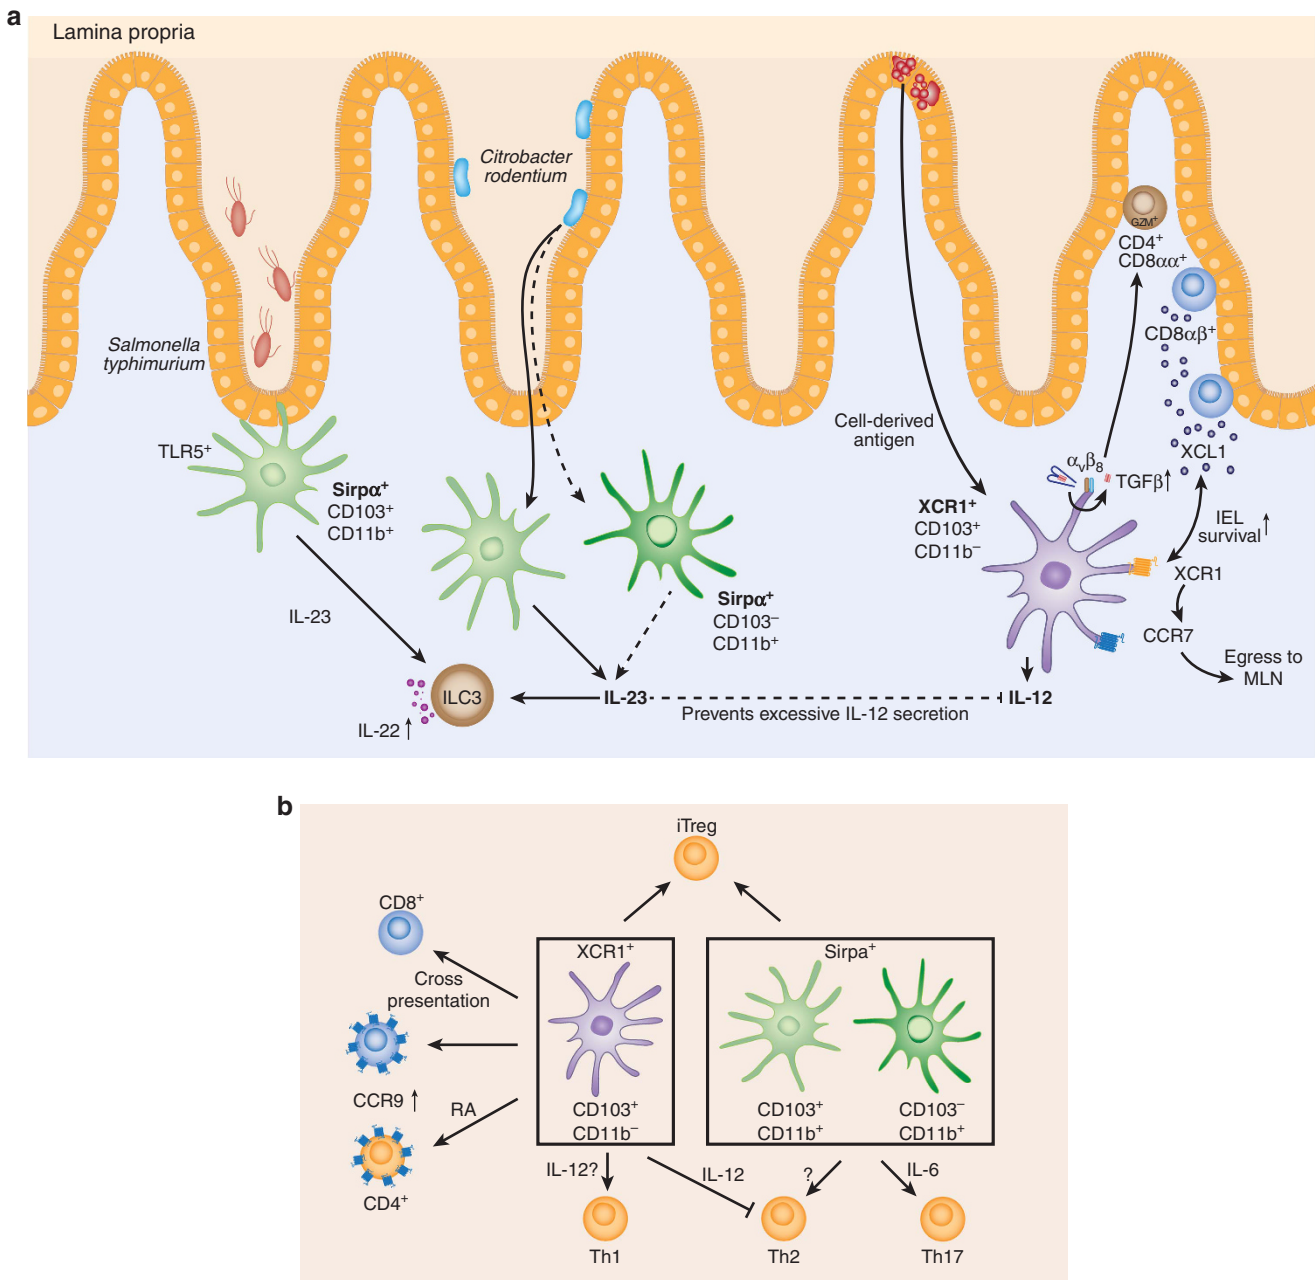 a
Lamina propria
Citrobacter
rodentium
Salmonella
typhimurium
TLR5⁺
Sirpα⁺
CD103⁺
CD11b⁺
IL-23
ILC3
IL-22
Sirpα⁺
CD103⁻
CD11b⁺
IL-23
Prevents excessive IL-12 secretion
IL-12
Cell-derived
antigen
XCR1⁺
CD103⁺
CD11b⁻
GZM⁺
CD4⁺
CD8αα⁺
CD8αβ⁺
XCL1
αᵥβ₈
TGFβ
IEL
survival
XCR1
CCR7
Egress to
MLN
b
iTreg
CD8⁺
Cross
presentation
CCR9
RA
CD4⁺
XCR1⁺
CD103⁺
CD11b⁻
Sirpa⁺
CD103⁺
CD11b⁺
CD103⁻
CD11b⁺
IL-12?
IL-12
?
IL-6
Th1
Th2
Th17